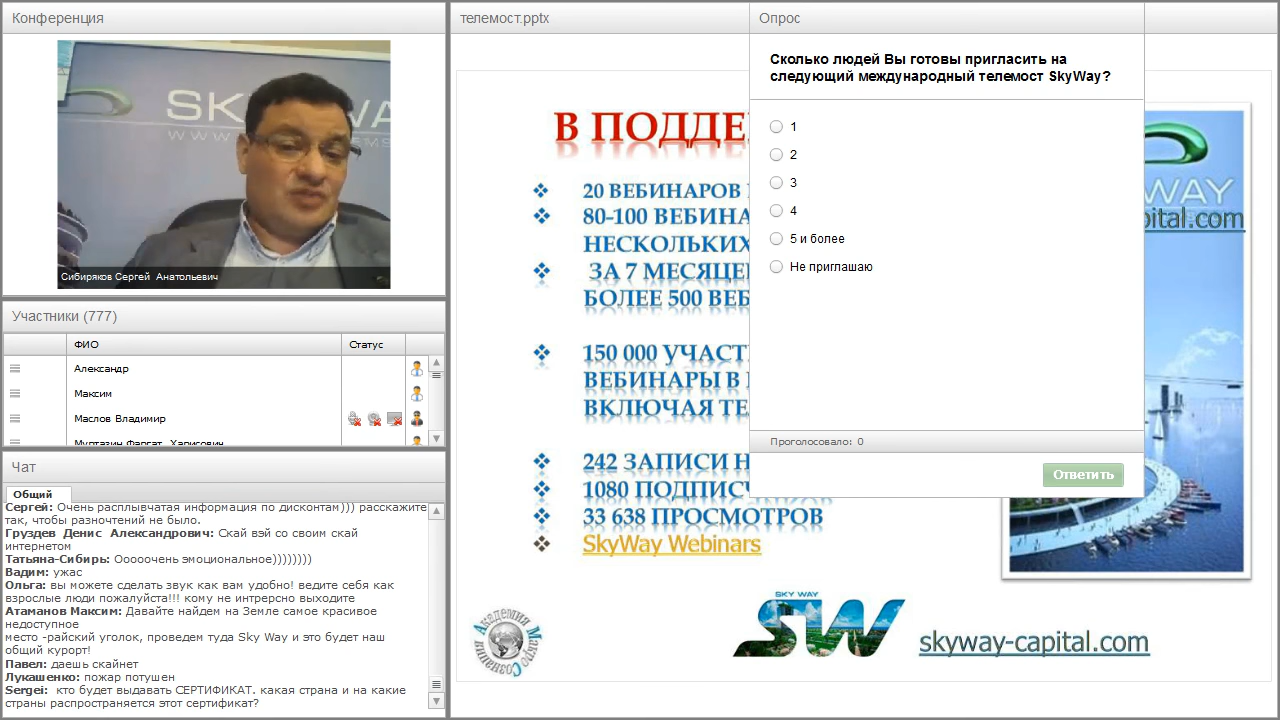 Конференция
SKYWAY
Сибиряков Сергей Анатольевич
Участники (777)
ФИО
Статус
Александр
Максим
Маслов Владимир
Муртазин Фаргат Харисович
Чат
Общий
Сергей: Очень расплывчатая информация по дисконтам))) расскажите
так, чтобы разночтений не было.
Груздев Денис Александрович: Скай вэй со своим скай
интернетом
Татьяна-Сибирь: Ооооочень эмоциональное))))))))
Вадим: ужас
Ольга: вы можете сделать звук как вам удобно! ведите себя как
взрослые люди пожалуйста!!! кому не интрерсно выходите
Атаманов Максим: Давайте найдем на Земле самое красивое
недоступное
место -райский уголок, проведем туда Sky Way и это будет наш
общий курорт!
Павел: даешь скайнет
Лукашенко: пожар потушен
Sergei: кто будет выдавать СЕРТИФИКАТ. какая страна и на какие
страны распространяется этот сертификат?
телемост.pptx
В ПОДДЕ
20 ВЕБИНАРОВ
80-100 ВЕБИНА
НЕСКОЛЬКИХ
ЗА 7 МЕСЯЦЕ
БОЛЕЕ 500 ВЕБ
150 000 УЧАСТ
ВЕБИНАРЫ В
ВКЛЮЧАЯ ТЕ
242 ЗАПИСИ Н
1080 ПОДПИСЧ
33 638 ПРОСМОТРОВ
SkyWay Webinars
Академия Макро Сознания
SKY WAY
SW
skyway-capital.com
WAY
pital.com
Опрос
Сколько людей Вы готовы пригласить на
следующий международный телемост SkyWay?
1
2
3
4
5 и более
Не приглашаю
Проголосовало: 0
Ответить